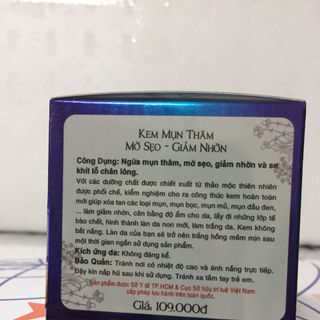 KEM MỤN THÂM
MỜ SẸO - GIẢM NHỜN
Công Dụng: Ngừa mụn thâm, mờ sẹo, giảm nhờn và se
khít lỗ chân lông.
Với các dưỡng chất được chiết xuất từ thảo mộc thiên nhiên
được phối chế, kiểm nghiệm cho ra công thức kem hoàn toàn
mới giúp xóa tan các loại mụn, mụn bọc, mụn mủ, mụn đầu đen,
... làm giảm nhờn, cân bằng độ ẩm cho da, lấy đi những lớp tế
bào chất, hình thành làn da non mới, làm trắng da. Kem không
bắt nắng. Làn da của bạn sẽ trở nên trắng hồng mềm mịn sau
một thời gian ngắn sử dụng sản phẩm.
Kích ứng da: Không đáng kể.
Bảo Quản: Tránh nơi có nhiệt độ cao và ánh nắng trực tiếp.
Đậy kín nắp hũ sau khi sử dụng. Tránh xa tầm tay trẻ em.
Sản phẩm được Sở Y tế TP.HCM & Cục Sở hữu trí tuệ Việt Nam
cấp phép lưu hành trên toàn quốc.
Giá: 109.000đ